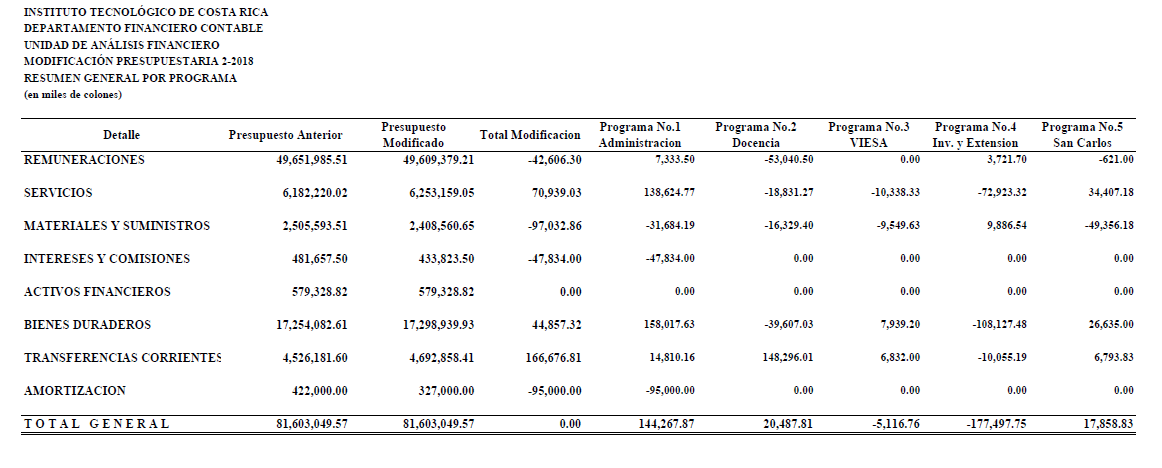 INSTITUTO TECNOLÓGICO DE COSTA RICA
DEPARTAMENTO FINANCIERO CONTABLE
UNIDAD DE ANÁLISIS FINANCIERO
MODIFICACIÓN PRESUPUESTARIA 2-2018
RESUMEN GENERAL POR PROGRAMA
(en miles de colones)
Detalle Presupuesto Anterior Presupuesto Modificado Total Modificacion Programa No.1 Administracion Programa No.2 Docencia Programa No.3 VIESA Programa No.4 Inv. y Extension Programa No.5 San Carlos
REMUNERACIONES 49,651,985.51 49,609,379.21 -42,606.30 7,333.50 -53,040.50 0.00 3,721.70 -621.00
SERVICIOS 6,182,220.02 6,253,159.05 70,939.03 138,624.77 -18,831.27 -10,338.33 -72,923.32 34,407.18
MATERIALES Y SUMINISTROS 2,505,593.51 2,408,560.65 -97,032.86 -31,684.19 -16,329.40 -9,549.63 9,886.54 -49,356.18
INTERESES Y COMISIONES 481,657.50 433,823.50 -47,834.00 -47,834.00 0.00 0.00 0.00 0.00
ACTIVOS FINANCIEROS 579,328.82 579,328.82 0.00 0.00 0.00 0.00 0.00 0.00
BIENES DURADEROS 17,254,082.61 17,298,939.93 44,857.32 158,017.63 -39,607.03 7,939.20 -108,127.48 26,635.00
TRANSFERENCIAS CORRIENTES 4,526,181.60 4,692,858.41 166,676.81 14,810.16 148,296.01 6,832.00 -10,055.19 6,793.83
AMORTIZACION 422,000.00 327,000.00 -95,000.00 -95,000.00 0.00 0.00 0.00 0.00
TOTAL GENERAL 81,603,049.57 81,603,049.57 0.00 144,267.87 20,487.81 -5,116.76 -177,497.75 17,858.83